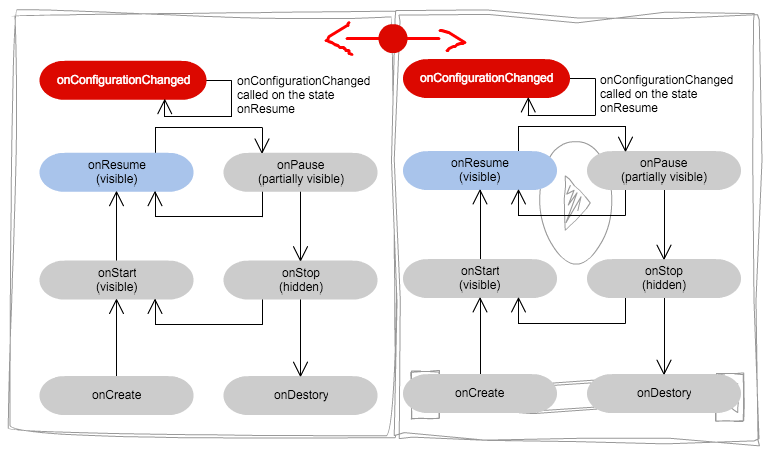 onConfigurationChanged
onConfigurationChanged
called on the state
onResume
onResume
(visible)
onPause
(partially visible)
onStart
(visible)
onStop
(hidden)
onCreate
onDestory
onConfigurationChanged
onConfigurationChanged
called on the state
onResume
onResume
(visible)
onPause
(partially visible)
onStart
(visible)
onStop
(hidden)
onCreate
onDestory